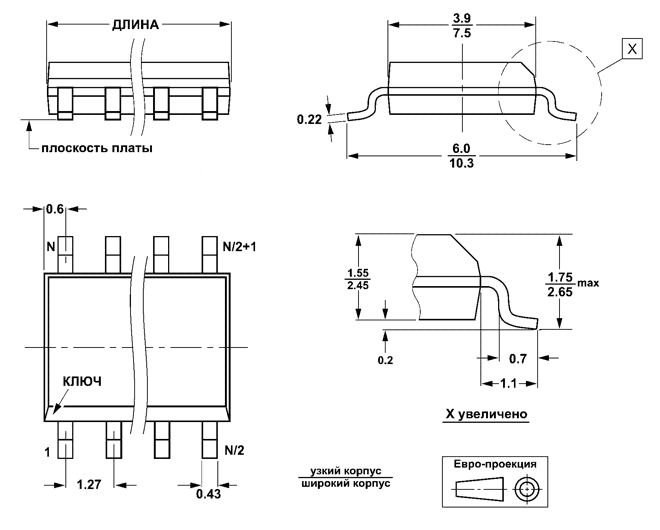 ДЛИНА
3.9
7.5
X
0.22
плоскость платы
6.0
10.3
0.6
N
N/2+1
1.55
2.45
1.75
2.65 max
0.2
0.7
1.1
КЛЮЧ
X увеличено
1
N/2
1.27
0.43
узкий корпус
широкий корпус
Евро-проекция